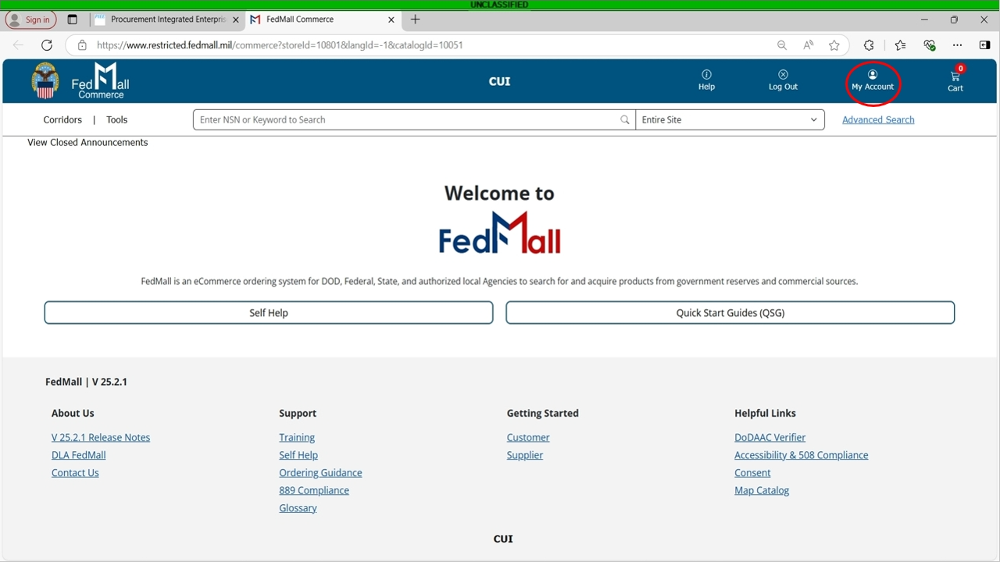 UNCLASSIFIED
Sign in
Procurement Integrated Enterpris
FedMall Commerce
https://www.restricted.fedmall.mil/commerce?storeId=10801&langId=-1&catalogId=10051
FedMall
Commerce
CUI
Help
Log Out
My Account
0
Cart
Corridors | Tools
Enter NSN or Keyword to Search
Entire Site
Advanced Search
View Closed Announcements
Welcome to
FedMall
FedMall is an eCommerce ordering system for DOD, Federal, State, and authorized local Agencies to search for and acquire products from government reserves and commercial sources.
Self Help
Quick Start Guides (QSG)
FedMall | V 25.2.1
About Us
V 25.2.1 Release Notes
DLA FedMall
Contact Us
Support
Training
Self Help
Ordering Guidance
889 Compliance
Glossary
Getting Started
Customer
Supplier
Helpful Links
DoDAAC Verifier
Accessibility & 508 Compliance
Consent
Map Catalog
CUI